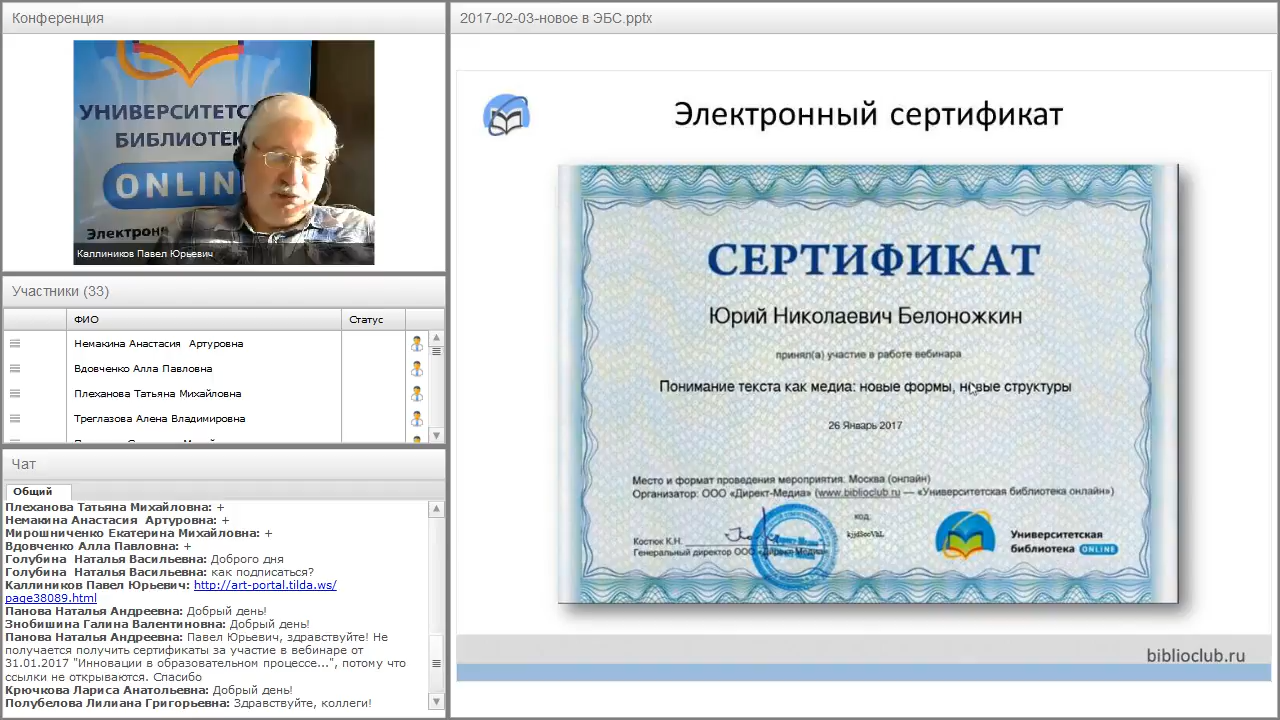 Конференция
УНИВЕРСИТЕТС
БИБЛИОТЕК
ONLIN
Электрон
Каллиников Павел Юрьевич
Участники (33)
ФИО Статус
Немакина Анастасия Артуровна
Вдовченко Алла Павловна
Плеханова Татьяна Михайловна
Треглазова Алена Владимировна
Чат
Общий
Плеханова Татьяна Михайловна: +
Немакина Анастасия Артуровна: +
Мирошниченко Екатерина Михайловна: +
Вдовченко Алла Павловна: +
Голубина Наталья Васильевна: Доброго дня
Голубина Наталья Васильевна: как подписаться?
Каллиников Павел Юрьевич: http://art-portal.tilda.ws/
page38089.html
Панова Наталья Андреевна: Добрый день!
Знобишина Галина Валентиновна: Добрый день!
Панова Наталья Андреевна: Павел Юрьевич, здравствуйте! Не
получается получить сертификаты за участие в вебинаре от
31.01.2017 "Инновации в образовательном процессе...", потому что
ссылки не открываются. Спасибо
Крючкова Лариса Анатольевна: Добрый день!
Полубелова Лилиана Григорьевна: Здравствуйте, коллеги!
2017-02-03-новое в ЭБС.pptx
Электронный сертификат
СЕРТИФИКАТ
Юрий Николаевич Белоножкин
принял(а) участие в работе вебинара
Понимание текста как медиа: новые формы, новые структуры
26 Январь 2017
Место и формат проведения мероприятия: Москва (онлайн)
Организатор: ООО «Директ-Медиа» (www.biblioclub.ru — «Университетская библиотека онлайн»)
код
Костюк К.Н.
Генеральный директор ООО «Директ-Медиа»
Университетская
библиотека ONLINE
biblioclub.ru